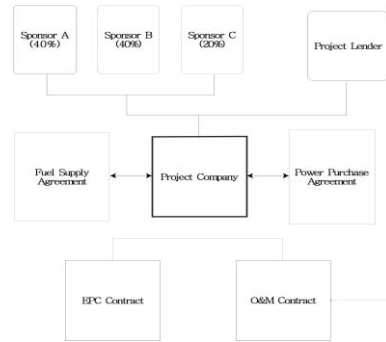 Sponsor A
(40%)
Sponsor B
(40%)
Sponsor C
(20%)
Project Lender
Fuel Supply
Agreement
Project Company
Power Purchase
Agreement
EPC Contract
O&M Contract